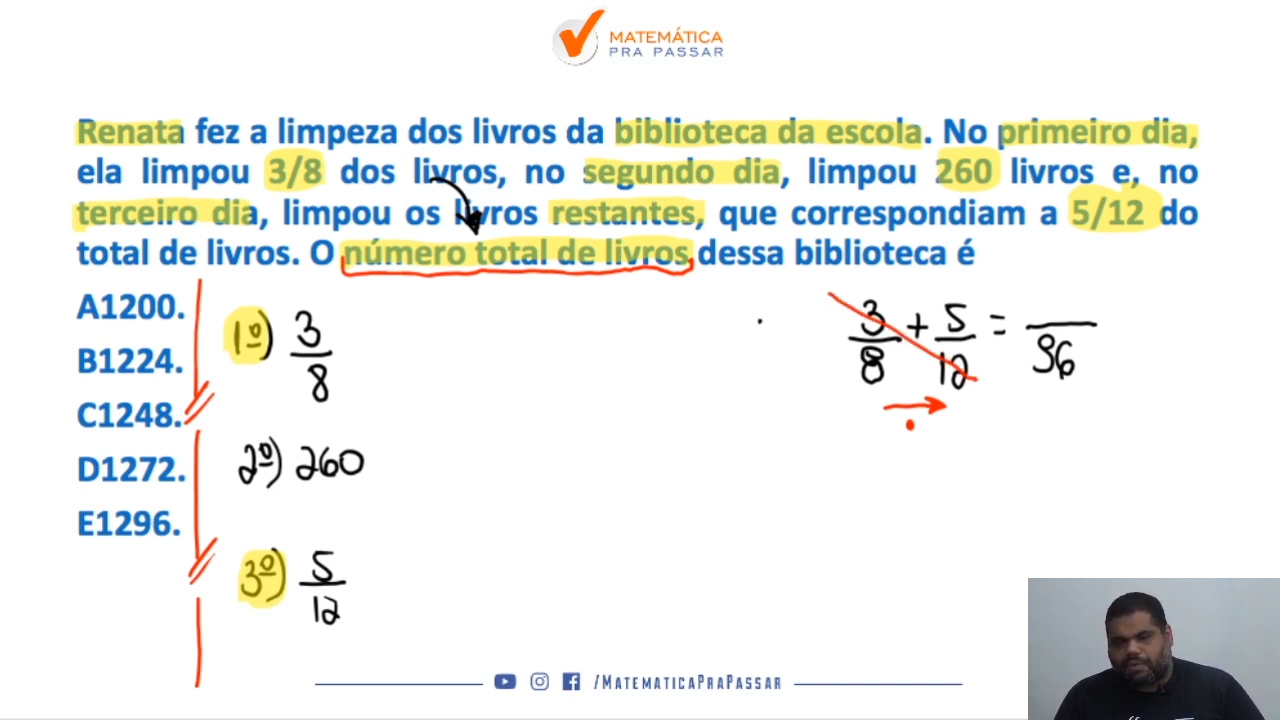 MATEMÁTICA
PRA PASSAR
Renata fez a limpeza dos livros da biblioteca da escola. No primeiro dia,
ela limpou 3/8 dos livros, no segundo dia, limpou 260 livros e, no
terceiro dia, limpou os livros restantes, que correspondiam a 5/12 do
total de livros. O número total de livros dessa biblioteca é
A1200.
B1224.
C1248.
D1272.
E1296.
1º) 3/8
2º) 260
3º) 5/12
3/8 + 5/12 = /96
/MATEMATICAPRAPASSAR